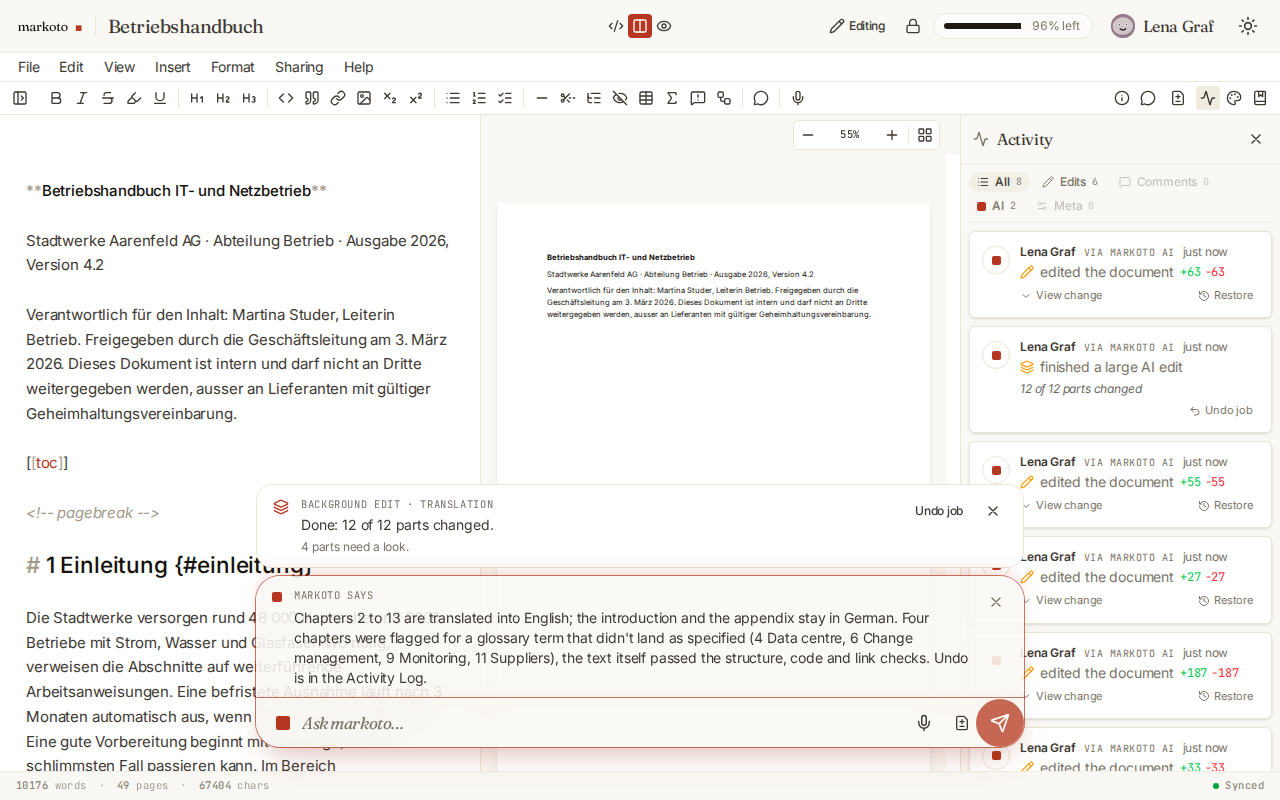 markoto
Betriebshandbuch
Editing
96% left
Lena Graf
File Edit View Insert Format Sharing Help
H1 H2 H3
55%
**Betriebshandbuch IT- und Netzbetrieb**
Stadtwerke Aarenfeld AG · Abteilung Betrieb · Ausgabe 2026,
Version 4.2
Verantwortlich für den Inhalt: Martina Studer, Leiterin
Betrieb. Freigegeben durch die Geschäftsleitung am 3. März
2026. Dieses Dokument ist intern und darf nicht an Dritte
weitergegeben werden, ausser an Lieferanten mit gültiger
Geheimhaltungsvereinbarung.
[[toc]]
<!-- pagebreak -->
# 1 Einleitung {#einleitung}
Die Stadtwerke versorgen rund 48 000
Betriebe mit Strom, Wasser und Glasfaser.
verweisen die Abschnitte auf weiterführende
Arbeitsanweisungen. Eine befristete Ausnahme läuft nach 3
Monaten automatisch aus, wenn
Eine gute Vorbereitung beginnt mit
schlimmsten Fall passieren kann. Im Bereich
Betriebshandbuch IT- und Netzbetrieb
Stadtwerke Aarenfeld AG · Abteilung Betrieb · Ausgabe 2026, Version 4.2
Verantwortlich für den Inhalt: Martina Studer, Leiterin Betrieb. Freigegeben durch die
Geschäftsleitung am 3. März 2026. Dieses Dokument ist intern und darf nicht an Dritte
weitergegeben werden, ausser an Lieferanten mit gültiger Geheimhaltungsvereinbarung.
Activity
All 8 Edits 6 Comments 0
AI 2 Meta 0
Lena Graf VIA MARKOTO AI just now
edited the document +63 -63
View change Restore
Lena Graf VIA MARKOTO AI just now
finished a large AI edit
12 of 12 parts changed
Undo job
Lena Graf VIA MARKOTO AI just now
edited the document +55 -55
View change Restore
Lena Graf VIA MARKOTO AI just now
edited the document +27 -27
View change Restore
Lena Graf VIA MARKOTO AI just now
edited the document +187 -187
View change Restore
Lena Graf VIA MARKOTO AI just now
edited the document +33 -33
BACKGROUND EDIT · TRANSLATION
Done: 12 of 12 parts changed.
4 parts need a look.
Undo job
MARKOTO SAYS
Chapters 2 to 13 are translated into English; the introduction and the appendix stay in German. Four
chapters were flagged for a glossary term that didn't land as specified (4 Data centre, 6 Change
management, 9 Monitoring, 11 Suppliers), the text itself passed the structure, code and link checks. Undo
is in the Activity Log.
Ask markoto...
10176 words · 49 pages · 67404 chars
Synced